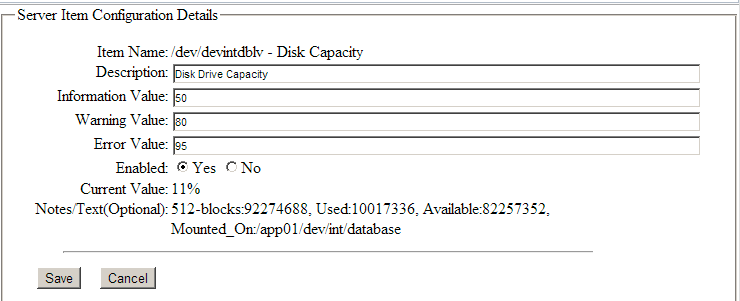 Server Item Configuration Details
Item Name: /dev/devintdblv - Disk Capacity
Description: Disk Drive Capacity
Information Value: 50
Warning Value: 80
Error Value: 95
Enabled: Yes No
Current Value: 11%
Notes/Text(Optional): 512-blocks:92274688, Used:10017336, Available:82257352,
Mounted_On:/app01/dev/int/database
Save Cancel